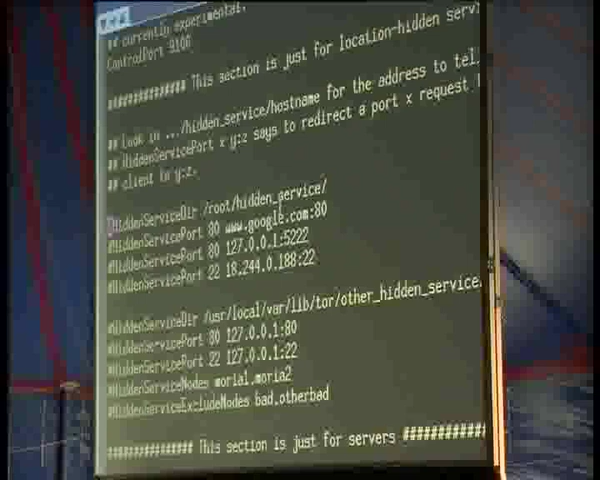 ## currently experimental.
ControlPort 9100
############## This section is just for location-hidden serv
## Look in .../hidden_service/hostname for the address to tel
## HiddenServicePort x y:z says to redirect a port x request
## client to y:z.
HiddenServiceDir /root/hidden_service/
#HiddenServicePort 80 www.google.com:80
#HiddenServicePort 80 127.0.0.1:5222
#HiddenServicePort 22 18.244.0.188:22
#HiddenServiceDir /usr/local/var/lib/tor/other_hidden_service
#HiddenServicePort 80 127.0.0.1:80
#HiddenServicePort 22 127.0.0.1:22
#HiddenServiceNodes moria1,moria2
#HiddenServiceExcludeNodes bad,otherbad
################ This section is just for servers ###############